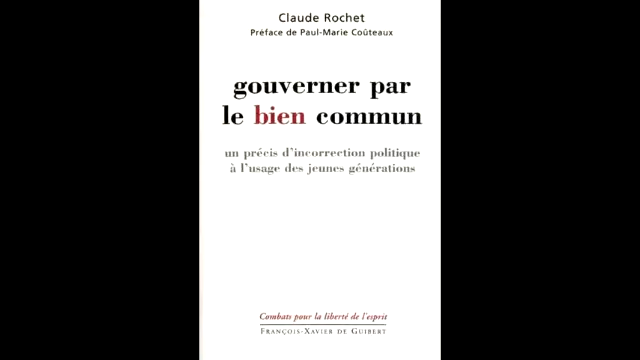 Claude Rochet
Préface de Paul-Marie Coûteaux
gouverner par
le bien commun
un précis d'incorrection politique
à l'usage des jeunes générations
Combats pour la liberté de l'esprit
François-Xavier de Guibert